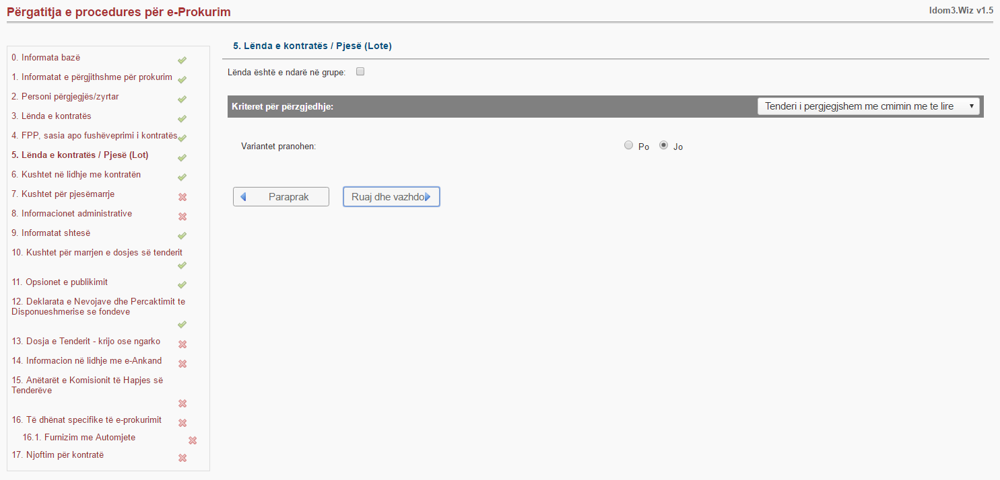 Përgatitja e procedures për e-Prokurim
Idom3.Wiz v1.5
0. Informata bazë
1. Informatat e përgjithshme për prokurim
2. Personi përgjegjës/zyrtar
3. Lënda e kontratës
4. FPP, sasia apo fushëveprimi i kontratës
5. Lënda e kontratës / Pjesë (Lot)
6. Kushtet në lidhje me kontratën
7. Kushtet për pjesëmarrje
8. Informacionet administrative
9. Informatat shtesë
10. Kushtet për marrjen e dosjes së tenderit
11. Opsionet e publikimit
12. Deklarata e Nevojave dhe Percaktimit te
Disponueshmerise se fondeve
13. Dosja e Tenderit - krijo ose ngarko
14. Informacion në lidhje me e-Ankand
15. Anëtarët e Komisionit të Hapjes së
Tenderëve
16. Të dhënat specifike të e-prokurimit
16.1. Furnizim me Automjete
17. Njoftim për kontratë
5. Lënda e kontratës / Pjesë (Lote)
Lënda është e ndarë në grupe:
Kriteret për përzgjedhje:
Tenderi i pergjegjshem me cmimin me te lire
Variantet pranohen:
Po
Jo
Paraprak
Ruaj dhe vazhdo